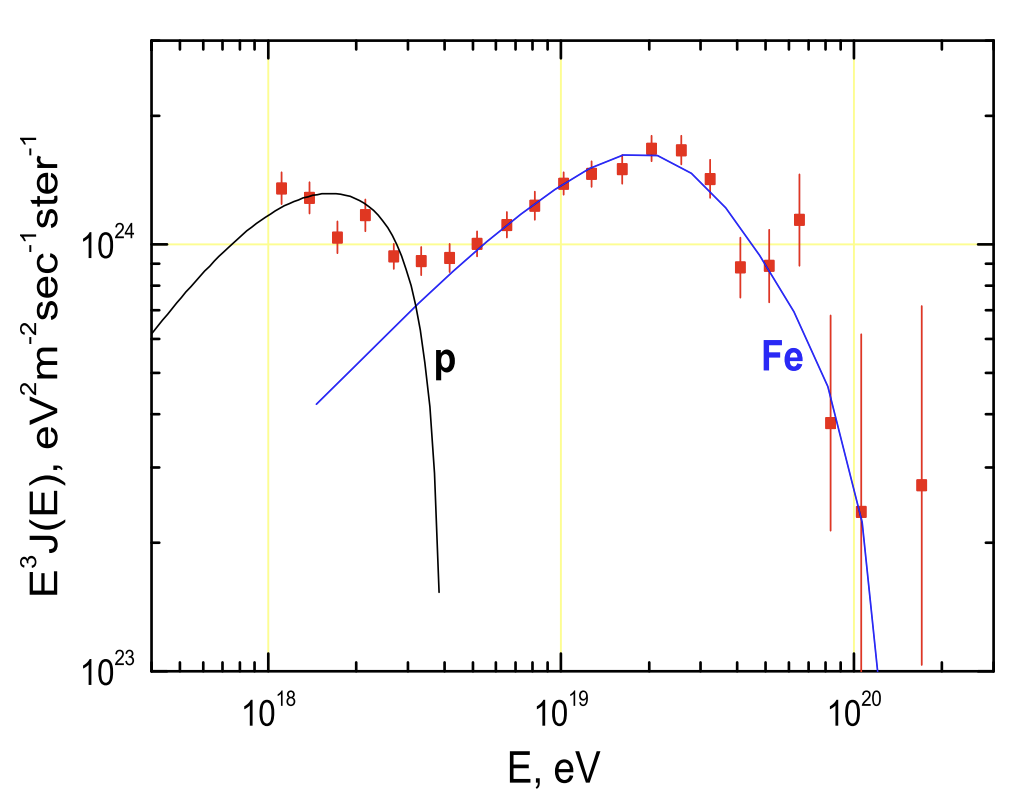 E³J(E), eV²m⁻²sec⁻¹ster⁻¹
10²⁴
10²³
p
Fe
10¹⁸ 10¹⁹ 10²⁰
E, eV